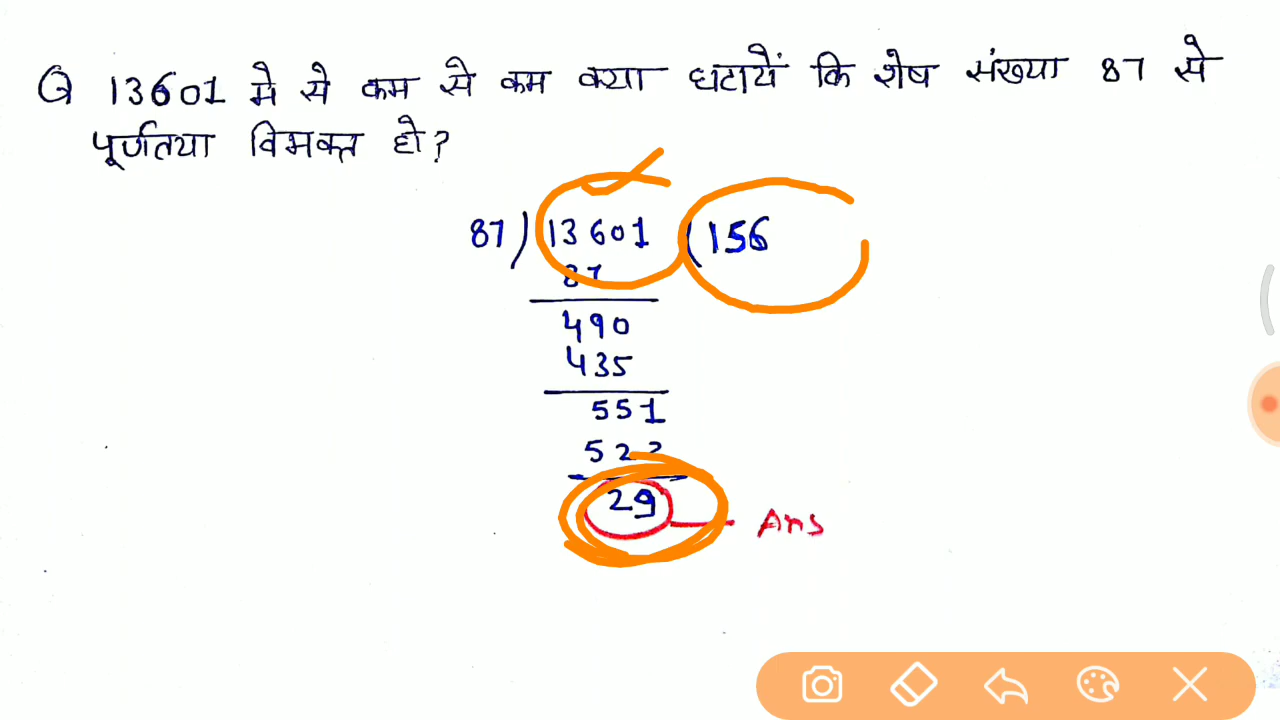 Q 13601 मे से कम से कम क्या घटायें कि शेष संख्या 87 से
पूर्णतया विभक्त हो?
87) 13601 (156
87
490
435
551
522
29 Ans